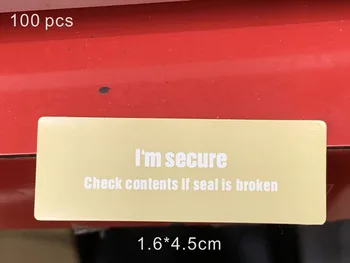 100 pcs
I'm secure
Check contents if seal is broken
1.6*4.5cm